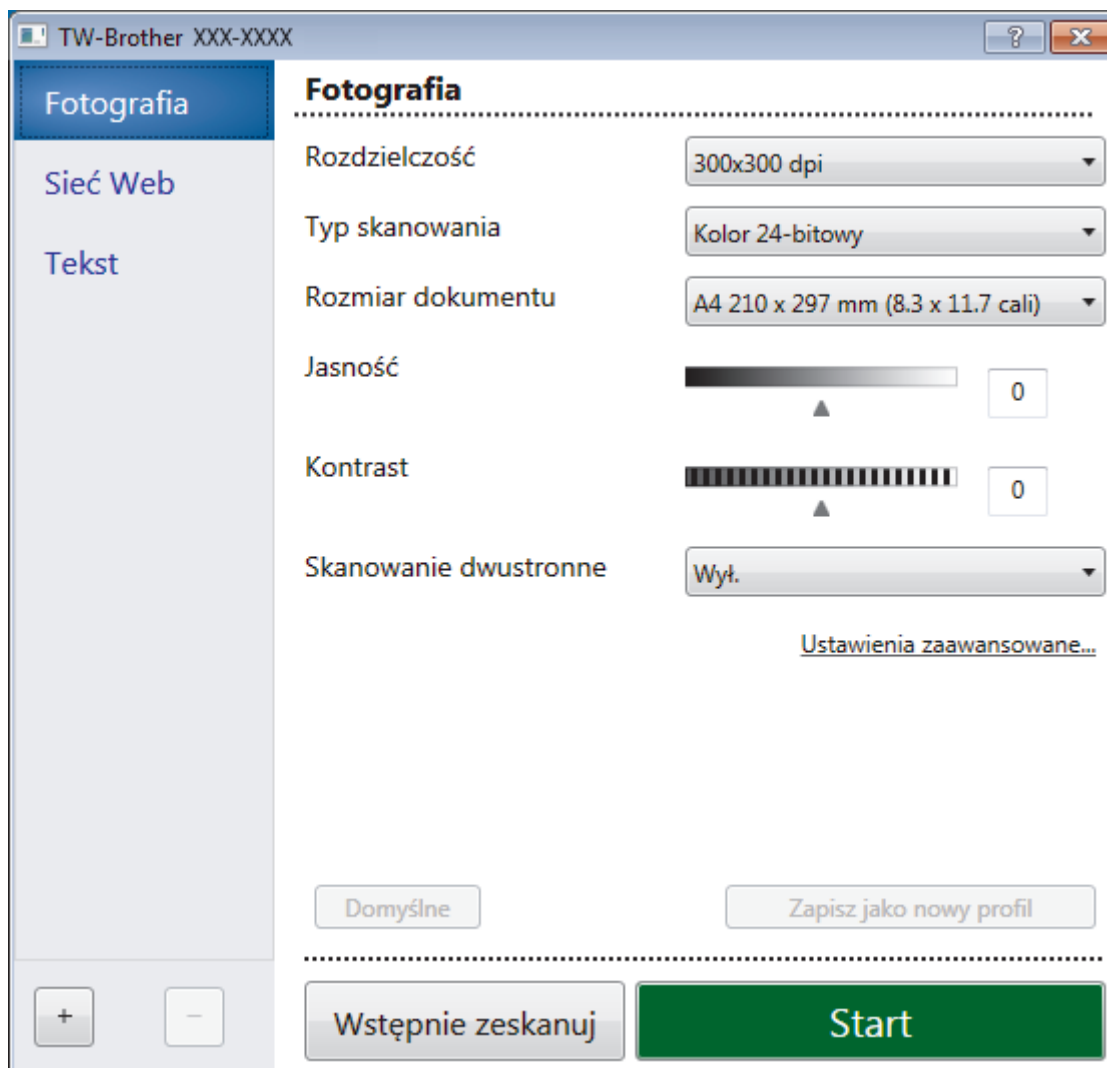 TW-Brother XXX-XXXX
?
Fotografia
Sieć Web
Tekst
Fotografia
Rozdzielczość
300x300 dpi
Typ skanowania
Kolor 24-bitowy
Rozmiar dokumentu
A4 210 x 297 mm (8.3 x 11.7 cali)
Jasność
0
Kontrast
0
Skanowanie dwustronne
Wył.
Ustawienia zaawansowane...
Domyślne
Zapisz jako nowy profil
+
−
Wstępnie zeskanuj
Start